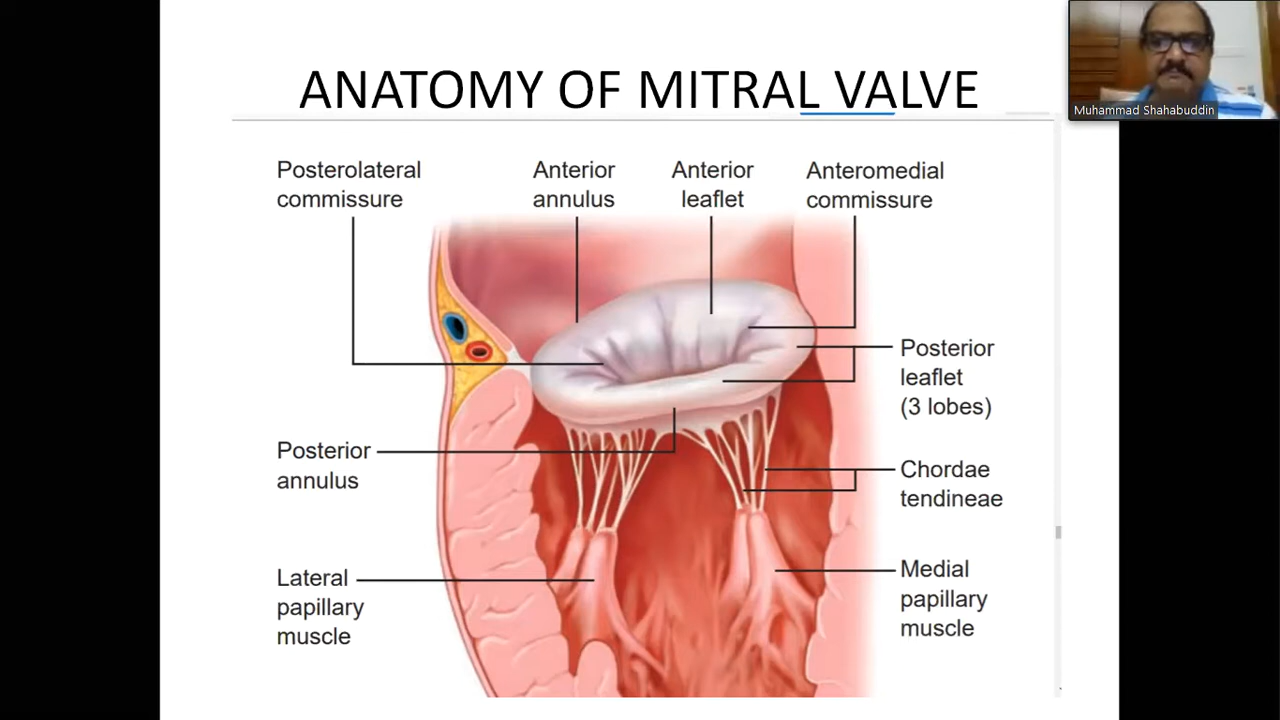 ANATOMY OF MITRAL VALVE
Muhammad Shahabuddin
Posterolateral
commissure
Anterior
annulus
Anterior
leaflet
Anteromedial
commissure
Posterior
leaflet
(3 lobes)
Posterior
annulus
Chordae
tendineae
Lateral
papillary
muscle
Medial
papillary
muscle